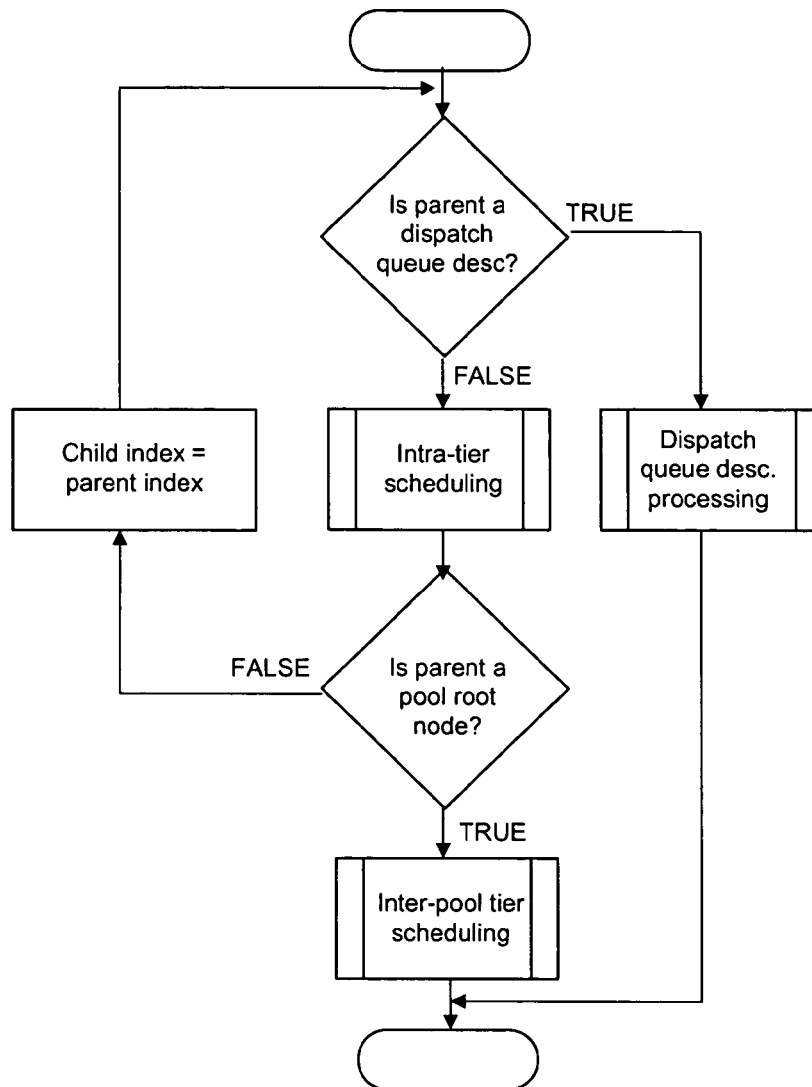 Is parent a
dispatch
queue desc?
TRUE
FALSE
Child index =
parent index
Intra-tier
scheduling
Dispatch
queue desc.
processing
FALSE
Is parent a
pool root
node?
TRUE
Inter-pool tier
scheduling